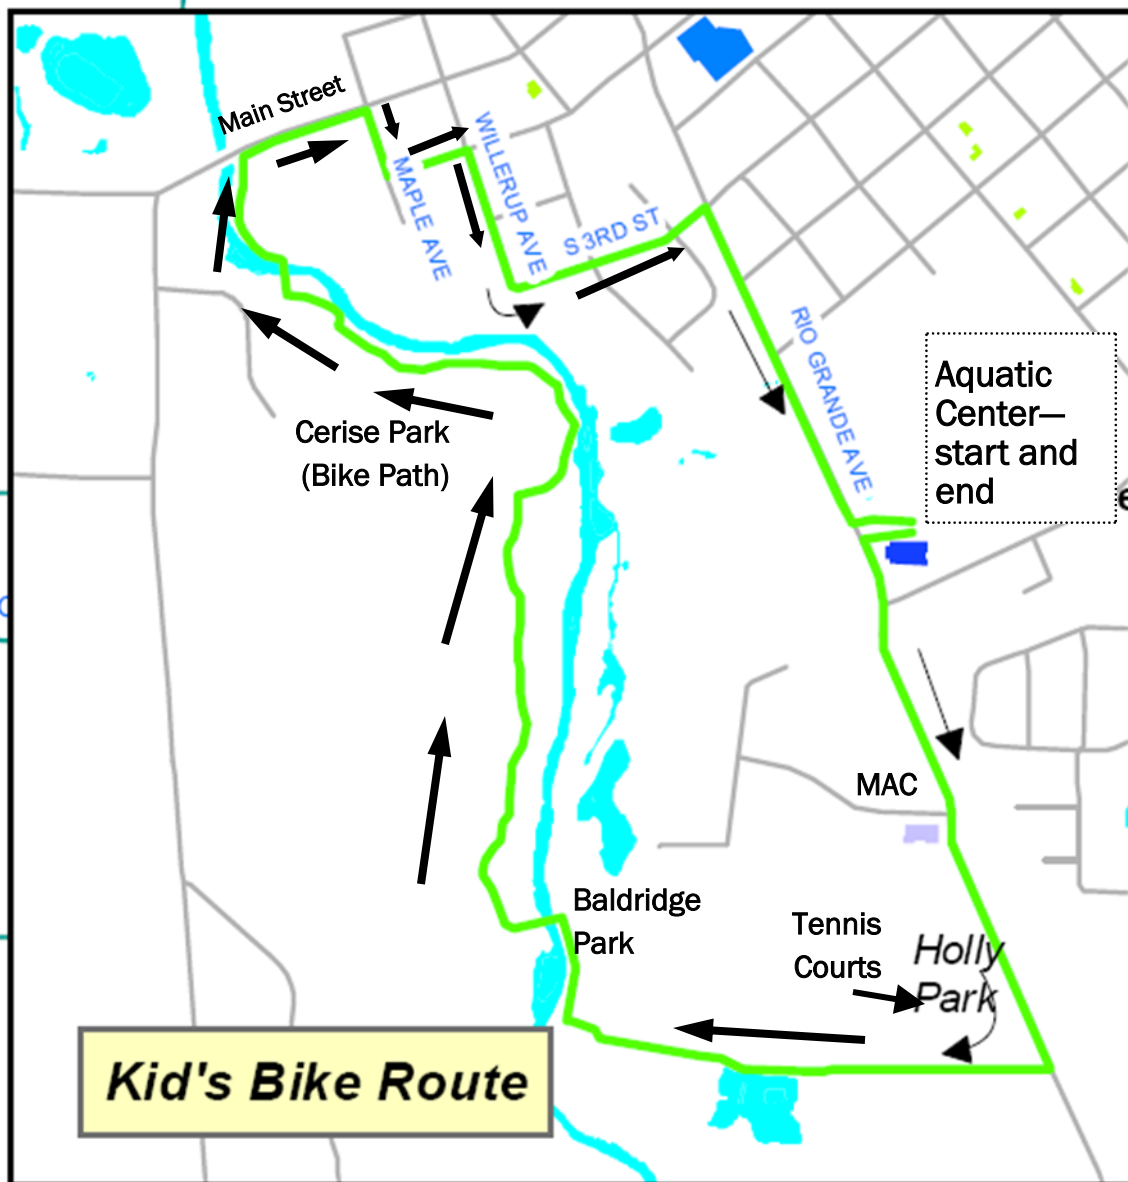 Main Street
MAPLE AVE
WILLERUP AVE
S 3RD ST
RIO GRANDE AVE
Aquatic
Center—
start and
end
Cerise Park
(Bike Path)
MAC
Baldridge
Park
Tennis
Courts
Holly
Park
Kid's Bike Route